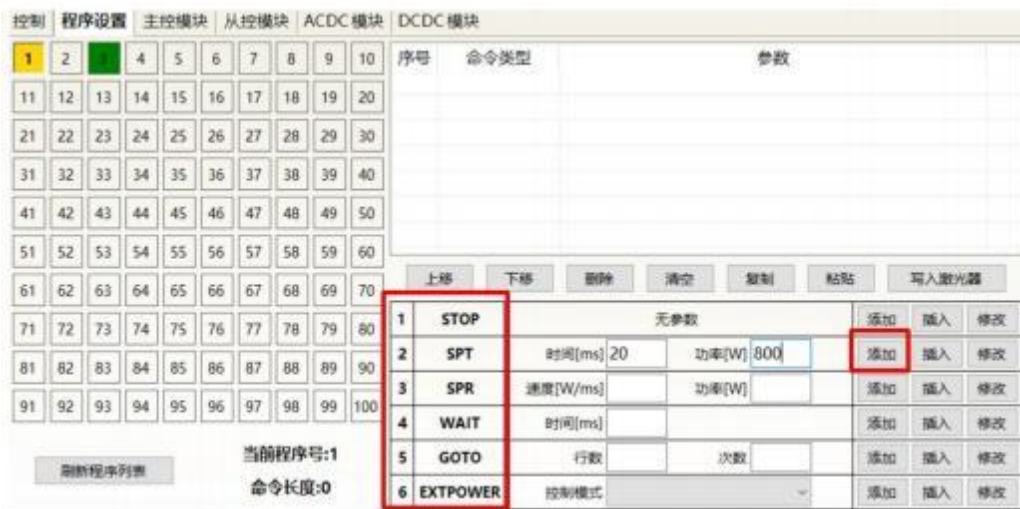 控制 程序设置 主控模块 从控模块 ACDC 模块 DCDC 模块
1 2 3 4 5 6 7 8 9 10
11 12 13 14 15 16 17 18 19 20
21 22 23 24 25 26 27 28 29 30
31 32 33 34 35 36 37 38 39 40
41 42 43 44 45 46 47 48 49 50
51 52 53 54 55 56 57 58 59 60
61 62 63 64 65 66 67 68 69 70
71 72 73 74 75 76 77 78 79 80
81 82 83 84 85 86 87 88 89 90
91 92 93 94 95 96 97 98 99 100
刷新程序列表
当前程序号:1
命令长度:0
序号 命令类型 参数
上移 下移 删除 清空 复制 粘贴 写入激光器
1 STOP 无参数 添加 插入 修改
2 SPT 时间[ms] 20 功率[W] 800 添加 插入 修改
3 SPR 速度[W/ms] 功率[W] 添加 插入 修改
4 WAIT 时间[ms] 添加 插入 修改
5 GOTO 行数 次数 添加 插入 修改
6 EXTPOWER 控制模式 添加 插入 修改